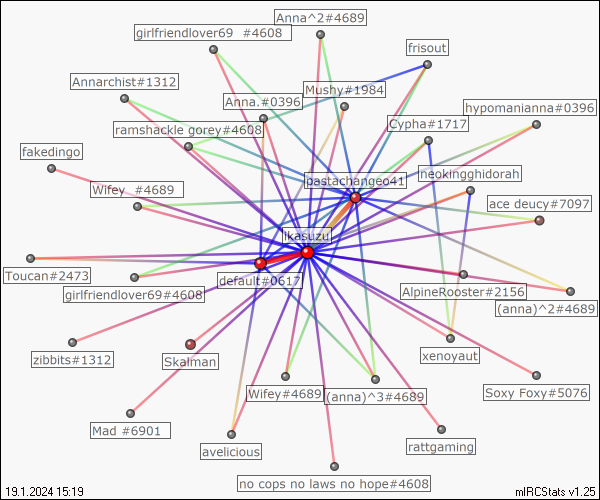 Anna^2#4689
girlfriendlover69 #4608
frisout
Annarchist#1312
Mushy#1984
Anna.#0396
hypomanianna#0396
ramshackle gorey#4608
Cypha#1717
fakedingo
bastachangeo41
neokingghidorah
Wifey_#4689
ace deucy#7097
ikasuzu
Toucan#2473
default#0617
girlfriendlover69#4608
AlpineRooster#2156
(anna)^2#4689
zibbits#1312
Skalman
xenoyaut
Wifey#4689
(anna)^3#4689
Soxy Foxy#5076
Mad #6901
avelicious
rattgaming
no cops no laws no hope#4608
19.1.2024 15:19
mIRCStats v1.25